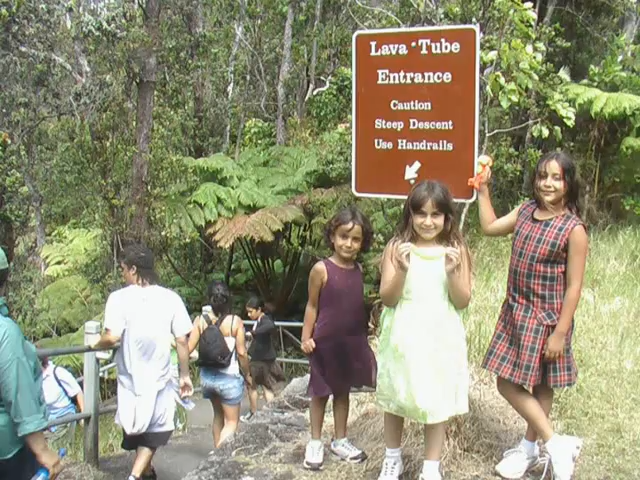 Lava Tube
Entrance
Caution
Steep Descent
Use Handrails